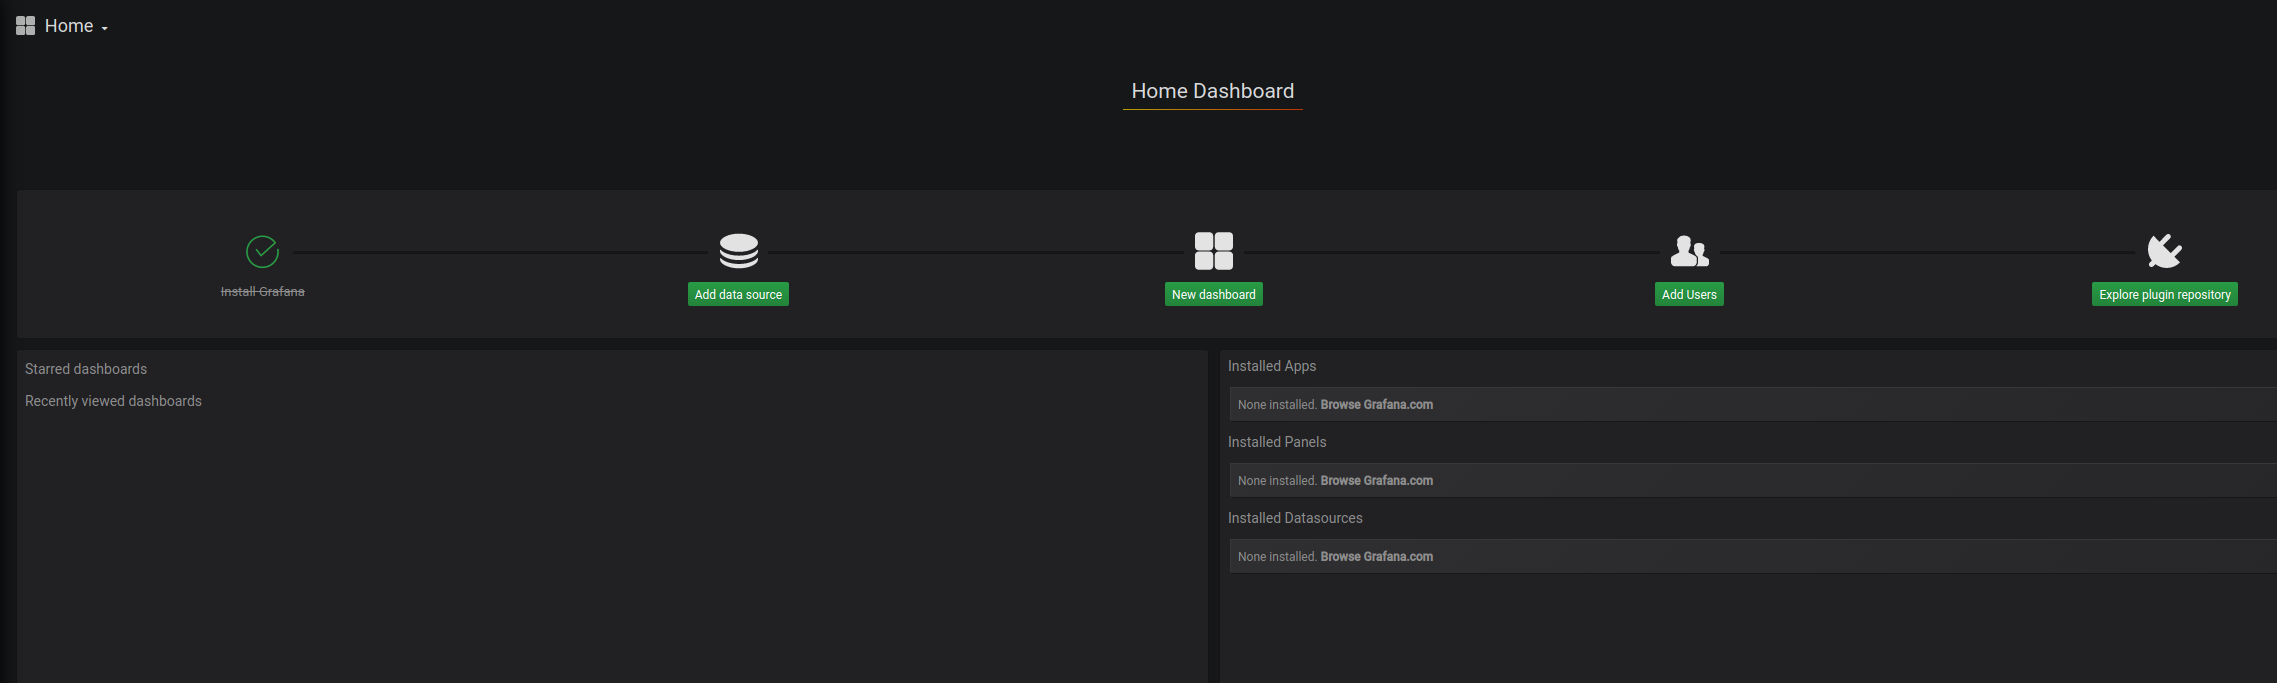 Home
Home Dashboard
Install Grafana
Add data source
New dashboard
Add Users
Explore plugin repository
Starred dashboards
Recently viewed dashboards
Installed Apps
None installed. Browse Grafana.com
Installed Panels
None installed. Browse Grafana.com
Installed Datasources
None installed. Browse Grafana.com